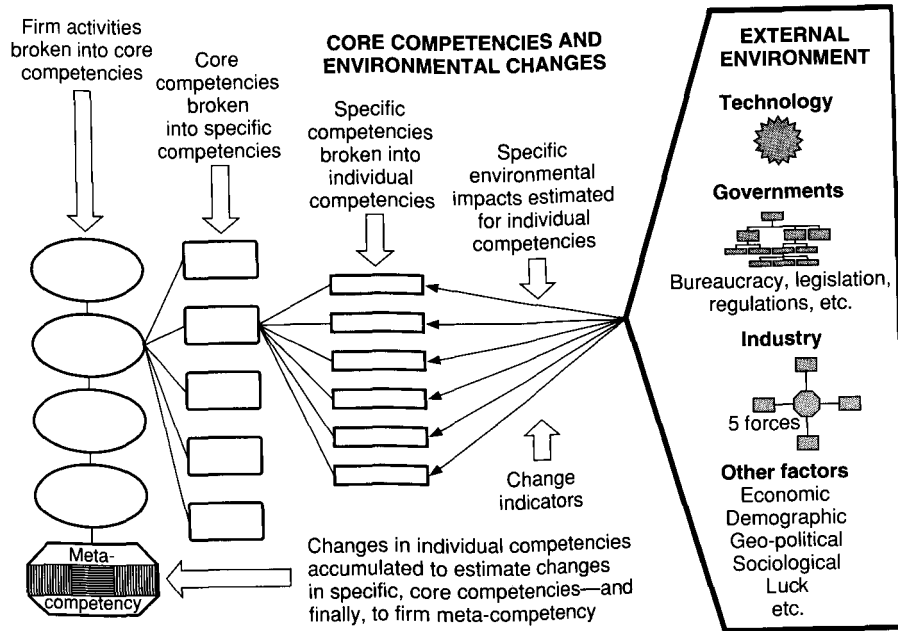 Firm activities
broken into core
competencies
Core
competencies
broken
into specific
competencies
CORE COMPETENCIES AND
ENVIRONMENTAL CHANGES
Specific
competencies
broken into
individual
competencies
Specific
environmental
impacts estimated
for individual
competencies
Change
indicators
Meta-
competency
Changes in individual competencies
accumulated to estimate changes
in specific, core competencies—and
finally, to firm meta-competency
EXTERNAL
ENVIRONMENT
Technology
Governments
Bureaucracy, legislation,
regulations, etc.
Industry
5 forces
Other factors
Economic
Demographic
Geo-political
Sociological
Luck
etc.